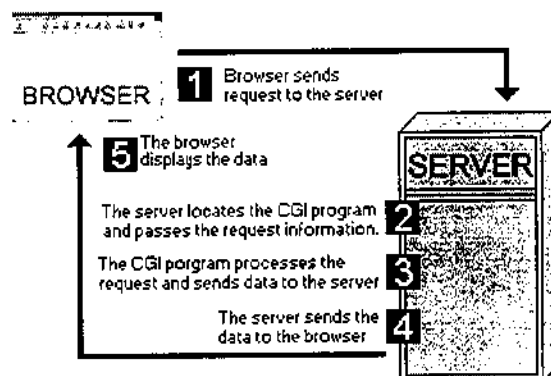 BROWSER
1 Browser sends
request to the server
5 The browser
displays the data
SERVER
The server locates the CGI program 2
and passes the request information.
The CGI porgram processes the 3
request and sends data to the server
The server sends the 4
data to the browser